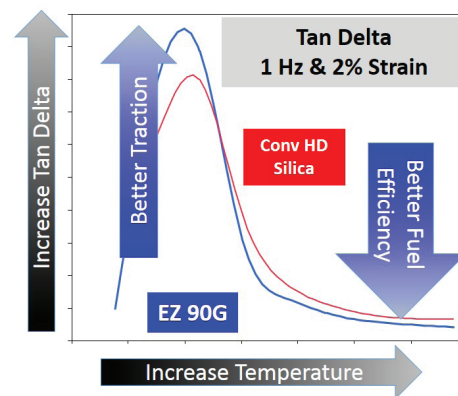 Tan Delta
1 Hz & 2% Strain
Increase Tan Delta
Better Traction
Conv HD
Silica
Better Fuel
Efficiency
EZ 90G
Increase Temperature